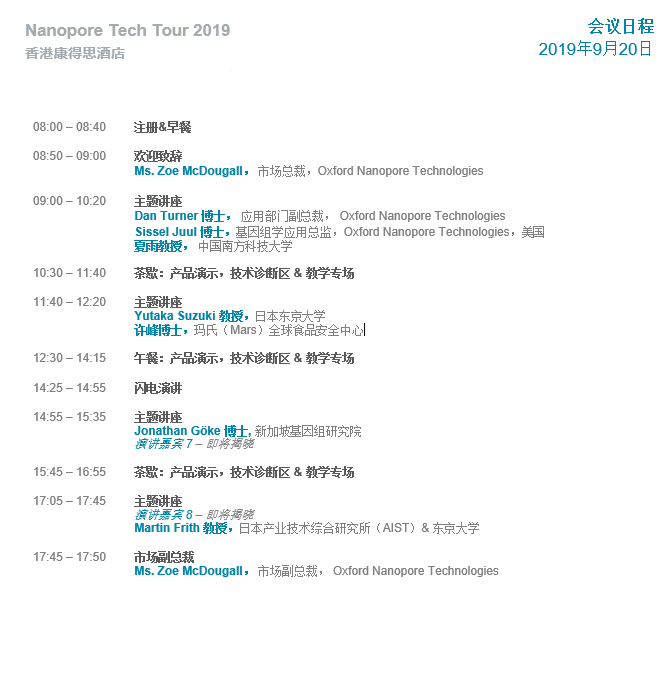 Nanopore Tech Tour 2019
会议日程
香港康得思酒店
2019年9月20日
08:00 – 08:40 注册&早餐
08:50 – 09:00 欢迎致辞
Ms. Zoe McDougall，市场总裁，Oxford Nanopore Technologies
09:00 – 10:20 主题讲座
Dan Turner 博士， 应用部门副总裁， Oxford Nanopore Technologies
Sissel Juul 博士，基因组学应用总监，Oxford Nanopore Technologies，美国
夏雨教授， 中国南方科技大学
10:30 – 11:40 茶歇：产品演示，技术诊断区 & 教学专场
11:40 – 12:20 主题讲座
Yutaka Suzuki 教授，日本东京大学
许峰博士，玛氏（Mars）全球食品安全中心
12:30 – 14:15 午餐：产品演示，技术诊断区 & 教学专场
14:25 – 14:55 闪电演讲
14:55 – 15:35 主题讲座
Jonathan Göke 博士, 新加坡基因组研究院
演讲嘉宾 7 – 即将揭晓
15:45 – 16:55 茶歇：产品演示，技术诊断区 & 教学专场
17:05 – 17:45 主题讲座
演讲嘉宾 8 – 即将揭晓
Martin Frith 教授，日本产业技术综合研究所（AIST）& 东京大学
17:45 – 17:50 市场副总裁
Ms. Zoe McDougall， 市场副总裁， Oxford Nanopore Technologies